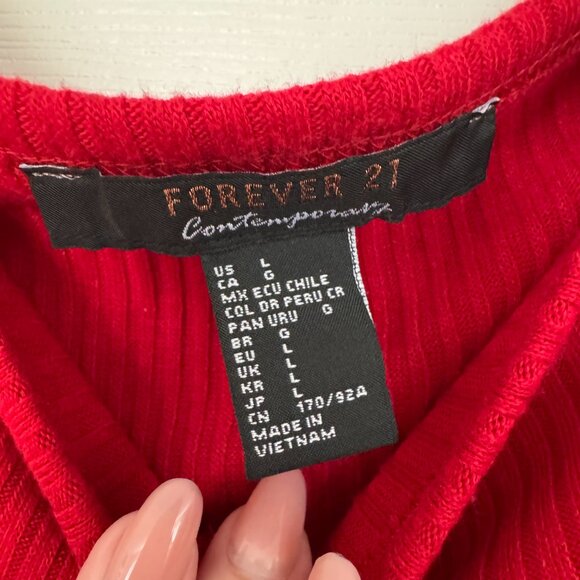 FOREVER 21
Contemporary
US L
CA G
MX ECU CHILE
COL DR PERU CR
PAN URU G
BR G
EU L
UK L
KR L
JP L
CN 170/92A
MADE IN
VIETNAM